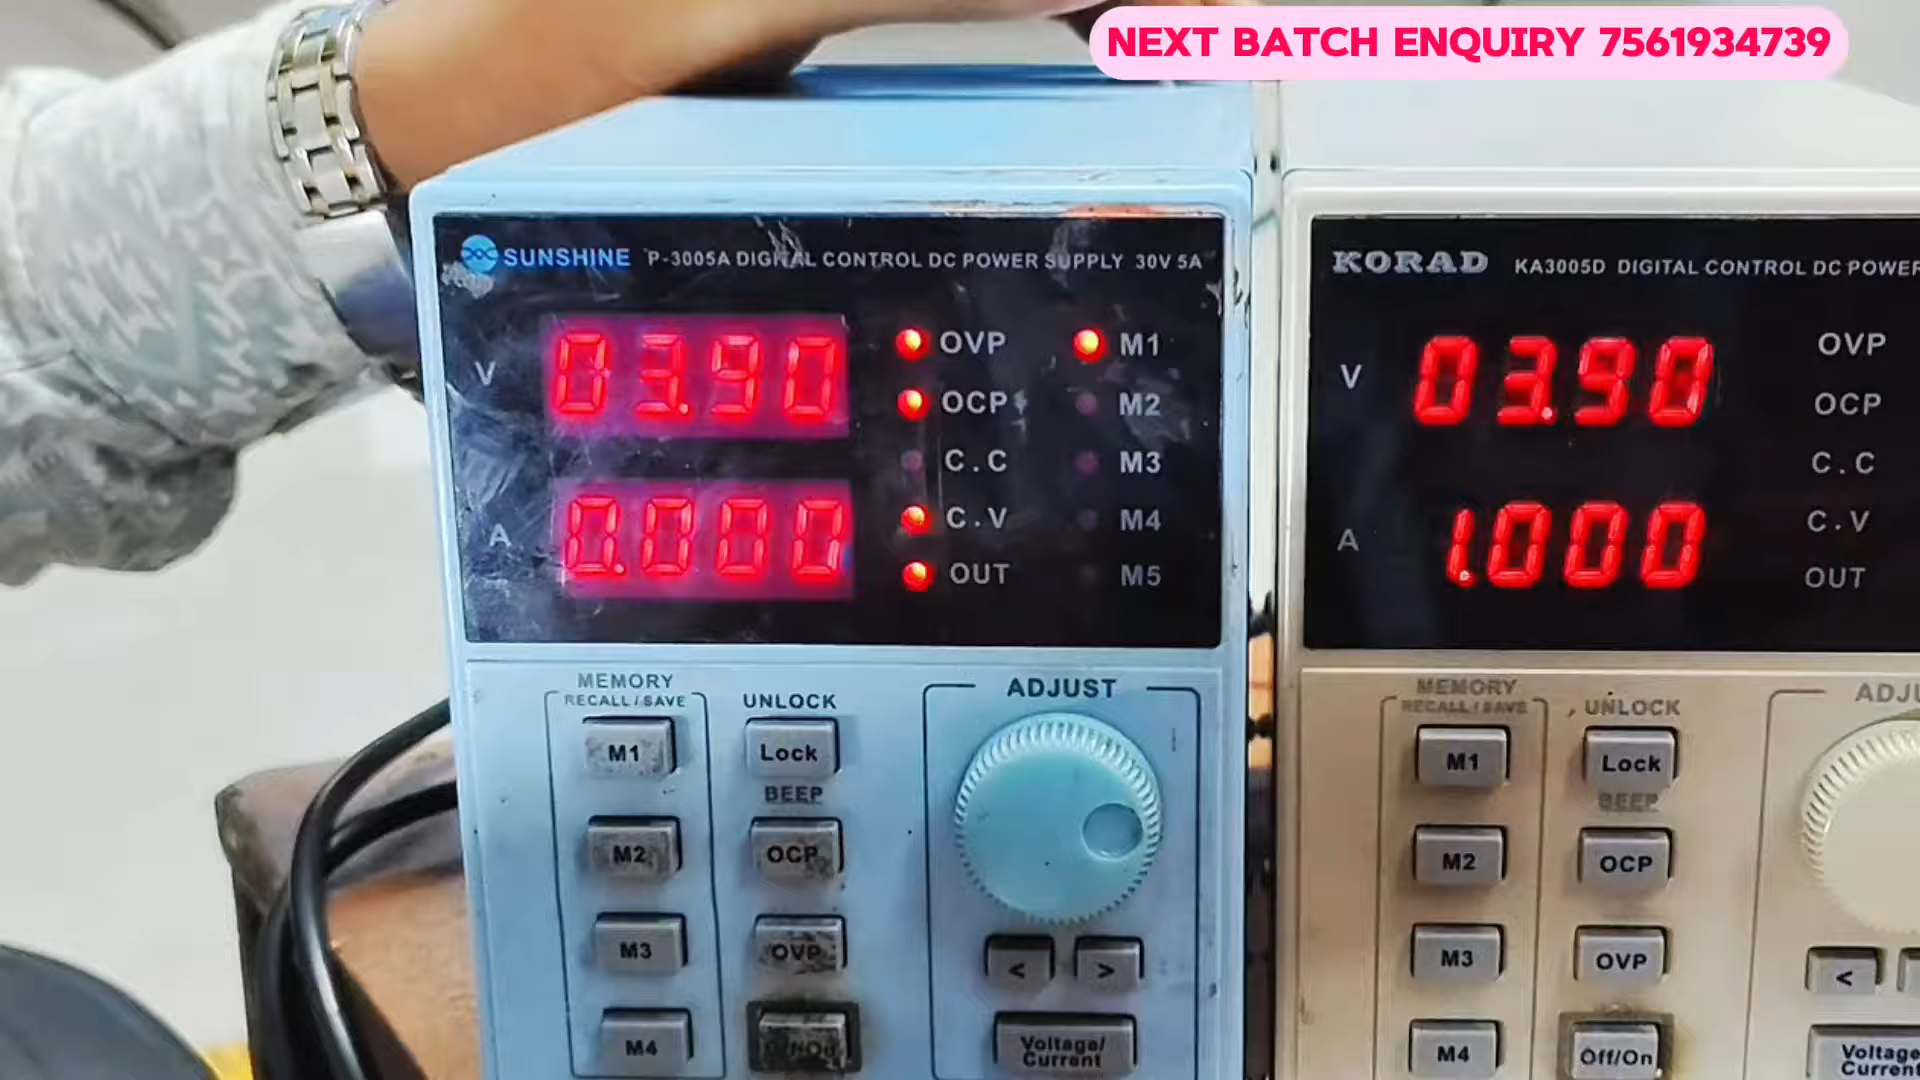 NEXT BATCH ENQUIRY 7561934739
SUNSHINE P-3005A DIGITAL CONTROL DC POWER SUPPLY 30V 5A
V 03.90
A 0.000
OVP M1
OCP M2
C.C M3
C.V M4
OUT M5
MEMORY
RECALL/SAVE
UNLOCK
ADJUST
M1 Lock
BEEP
M2 OCP
M3 OVP
< >
M4
Voltage/
Current
KORAD KA3005D DIGITAL CONTROL DC POWER
V 03.90
A 1.000
OVP
OCP
C.C
C.V
OUT
MEMORY
RECALL/SAVE
UNLOCK
M1 Lock
BEEP
M2 OCP
M3 OVP
<
M4 Off/On
Voltage
Current